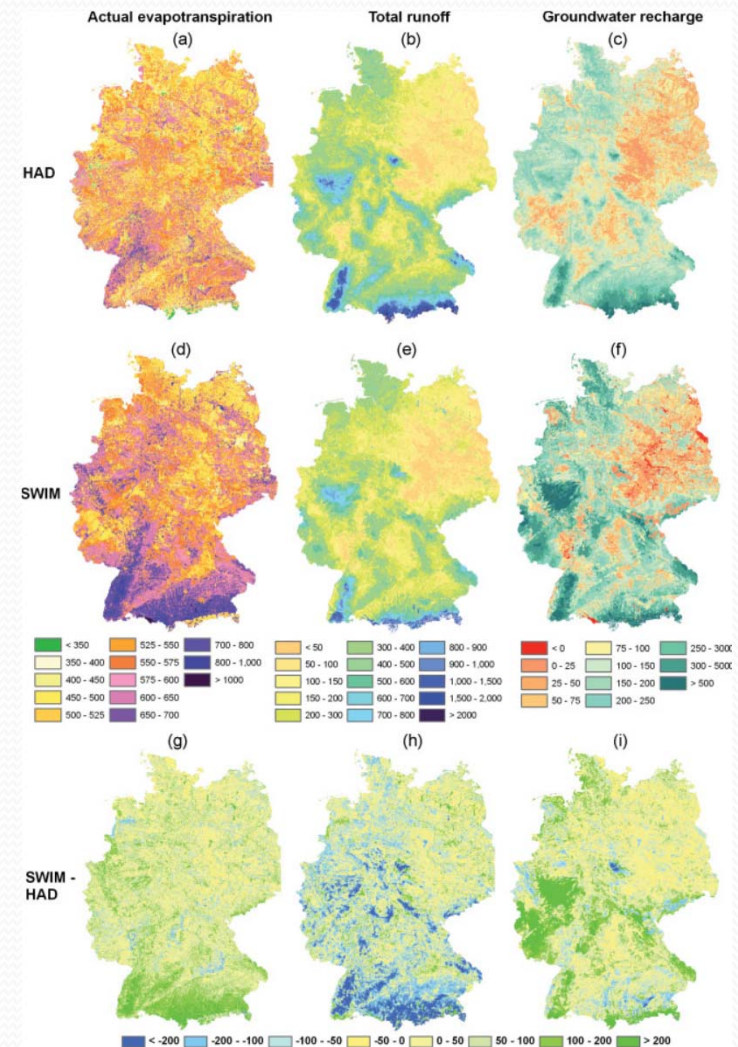 Actual evapotranspiration Total runoff Groundwater recharge
(a) (b) (c)
HAD
(d) (e) (f)
SWIM
< 350 525 - 550 700 - 800 < 50 300 - 400 800 - 900 < 0 75 - 100 250 - 3000
350 - 400 550 - 575 800 - 1,000 50 - 100 400 - 500 900 - 1,000 0 - 25 100 - 150 300 - 5000
400 - 450 575 - 600 > 1000 100 - 150 500 - 600 1,000 - 1,500 25 - 50 150 - 200 > 500
450 - 500 600 - 650 150 - 200 600 - 700 1,500 - 2,000 50 - 75 200 - 250
500 - 525 650 - 700 200 - 300 700 - 800 > 2000
(g) (h) (i)
SWIM -
HAD
< -200 -200 - -100 -100 - -50 -50 - 0 0 - 50 50 - 100 100 - 200 > 200